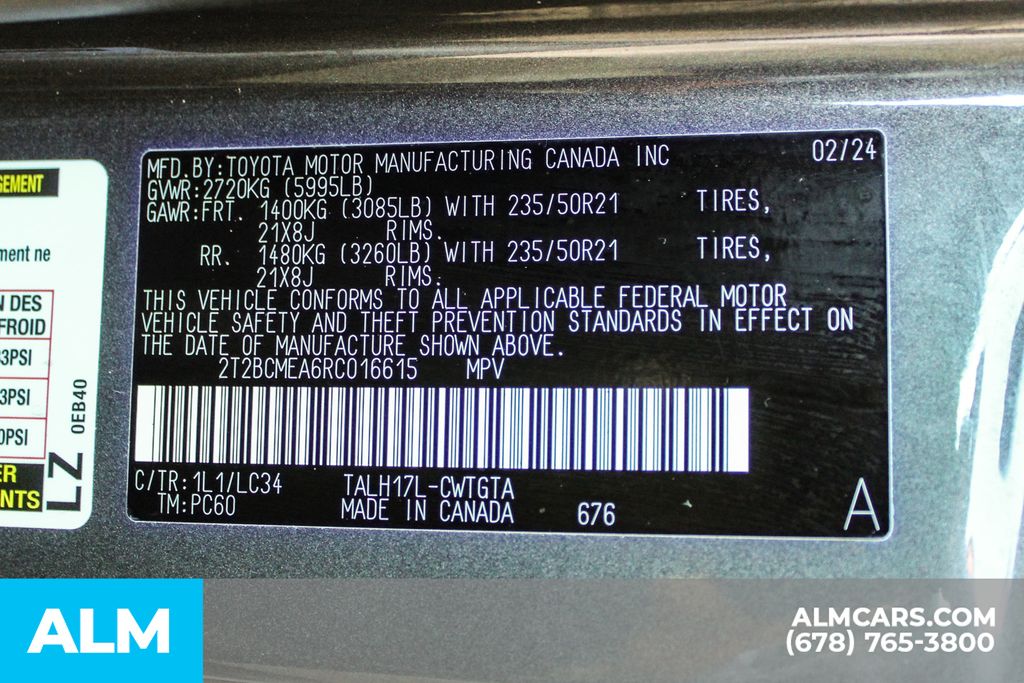 GEMENT
ment ne
N DES
FROID
3PSI
3PSI
0PSI
ER
NTS
LZ
0EB40
MFD.BY:TOYOTA MOTOR MANUFACTURING CANADA INC 02/24
GVWR:2720KG (5995LB)
GAWR:FRT. 1400KG (3085LB) WITH 235/50R21 TIRES,
21X8J RIMS.
RR. 1480KG (3260LB) WITH 235/50R21 TIRES,
21X8J RIMS.
THIS VEHICLE CONFORMS TO ALL APPLICABLE FEDERAL MOTOR
VEHICLE SAFETY AND THEFT PREVENTION STANDARDS IN EFFECT ON
THE DATE OF MANUFACTURE SHOWN ABOVE.
2T2BCMEA6RC016615 MPV
C/TR:1L1/LC34 TALH17L-CWTGTA
TM:PC60 MADE IN CANADA 676 A
ALM
ALMCARS.COM
(678) 765-3800